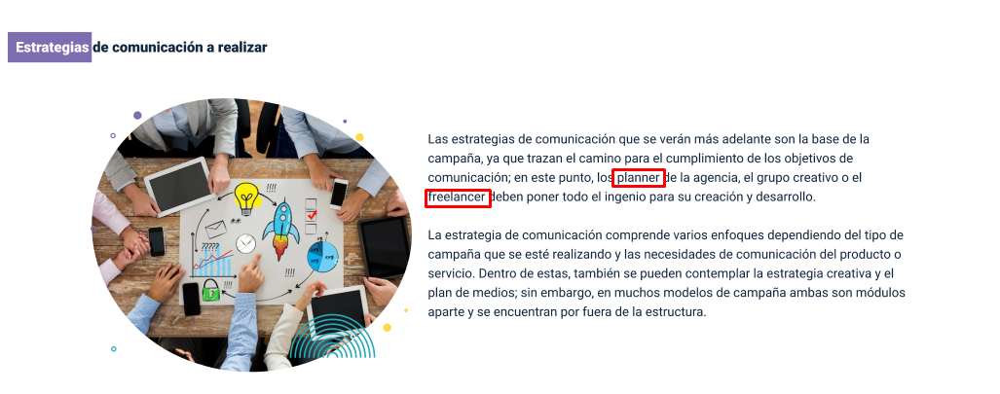 Estrategias de comunicación a realizar
Las estrategias de comunicación que se verán más adelante son la base de la
campaña, ya que trazan el camino para el cumplimiento de los objetivos de
comunicación; en este punto, los planner de la agencia, el grupo creativo o el
freelancer deben poner todo el ingenio para su creación y desarrollo.
La estrategia de comunicación comprende varios enfoques dependiendo del tipo de
campaña que se esté realizando y las necesidades de comunicación del producto o
servicio. Dentro de estas, también se pueden contemplar la estrategia creativa y el
plan de medios; sin embargo, en muchos modelos de campaña ambas son módulos
aparte y se encuentran por fuera de la estructura.
!!!!
?????
!!!!
!!!!